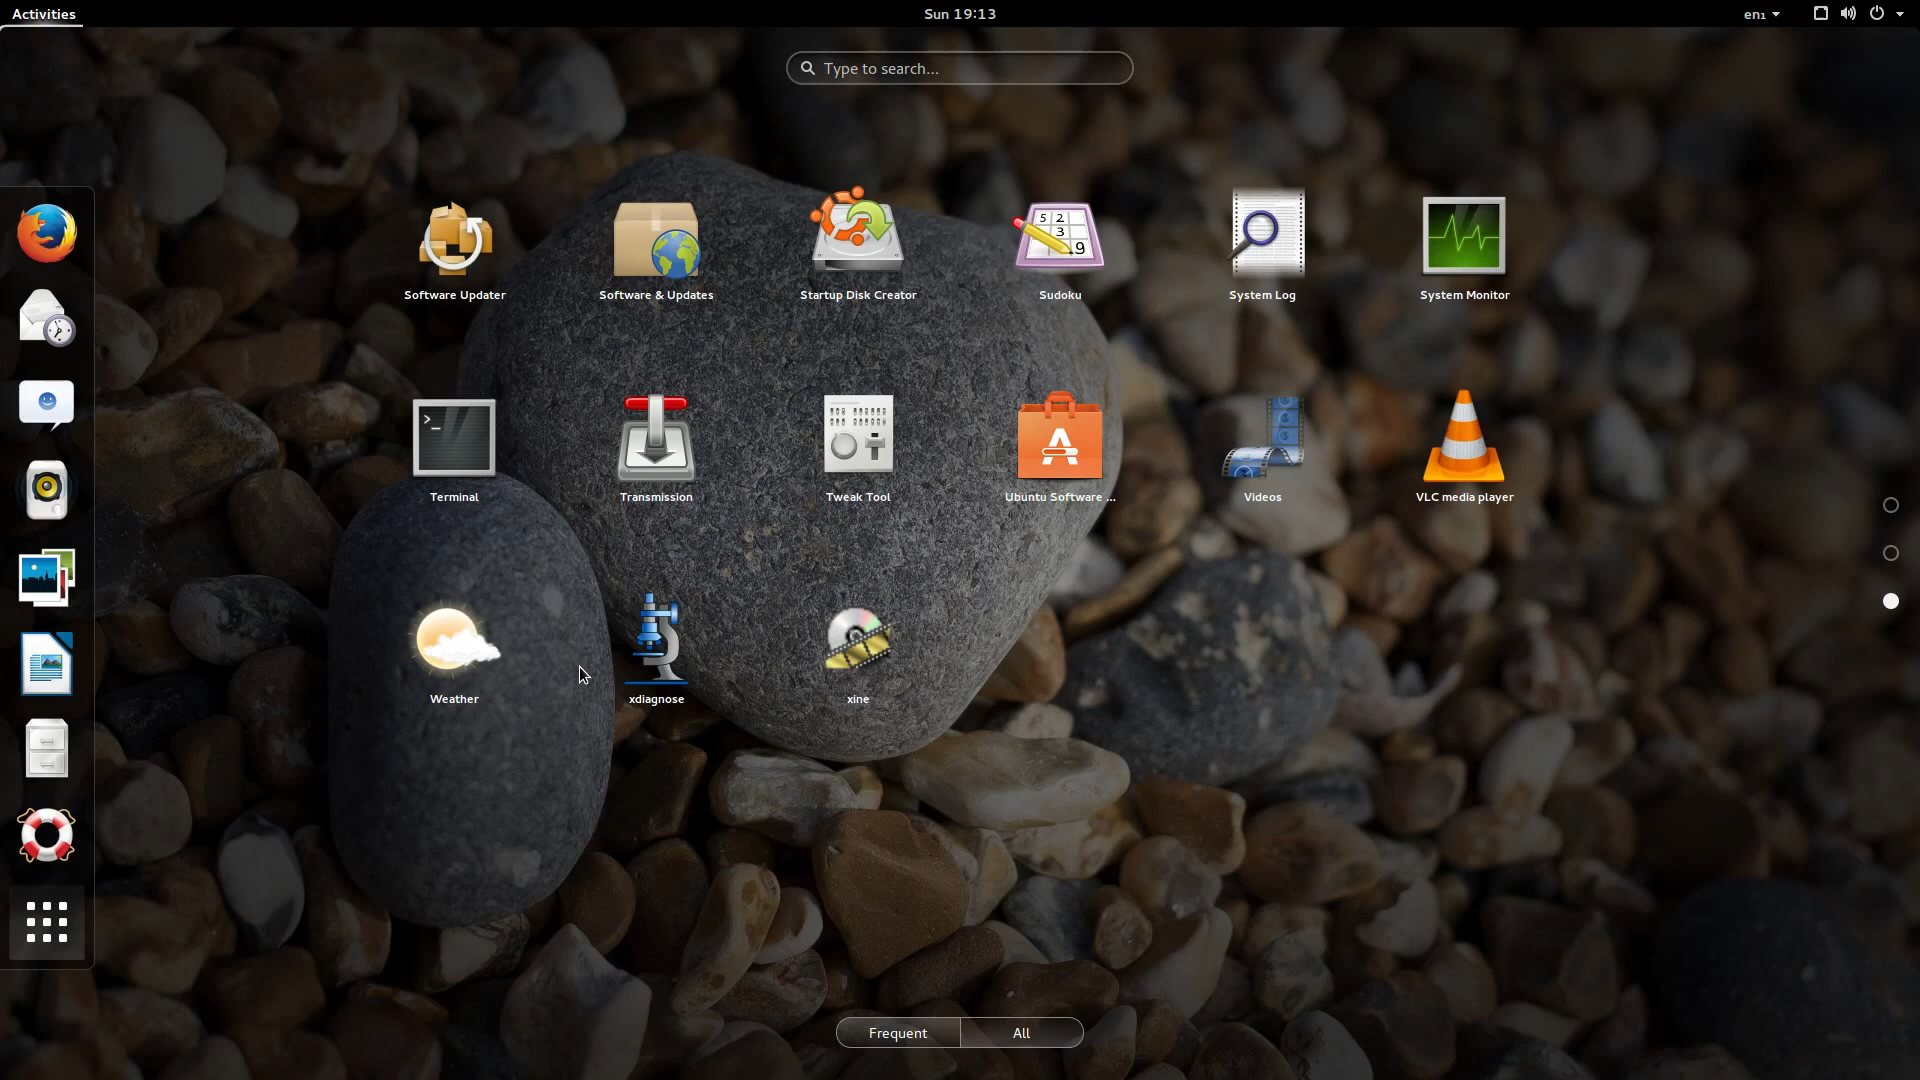 Activities
Sun 19:13
en₁
Type to search...
Software Updater
Software & Updates
Startup Disk Creator
Sudoku
System Log
System Monitor
Terminal
Transmission
Tweak Tool
Ubuntu Software ...
Videos
VLC media player
Weather
xdiagnose
xine
Frequent
All